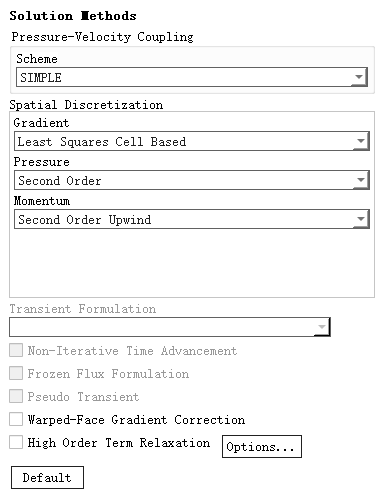 Solution Methods
Pressure-Velocity Coupling
Scheme
SIMPLE
Spatial Discretization
Gradient
Least Squares Cell Based
Pressure
Second Order
Momentum
Second Order Upwind
Transient Formulation
Non-Iterative Time Advancement
Frozen Flux Formulation
Pseudo Transient
Warped-Face Gradient Correction
High Order Term Relaxation Options...
Default